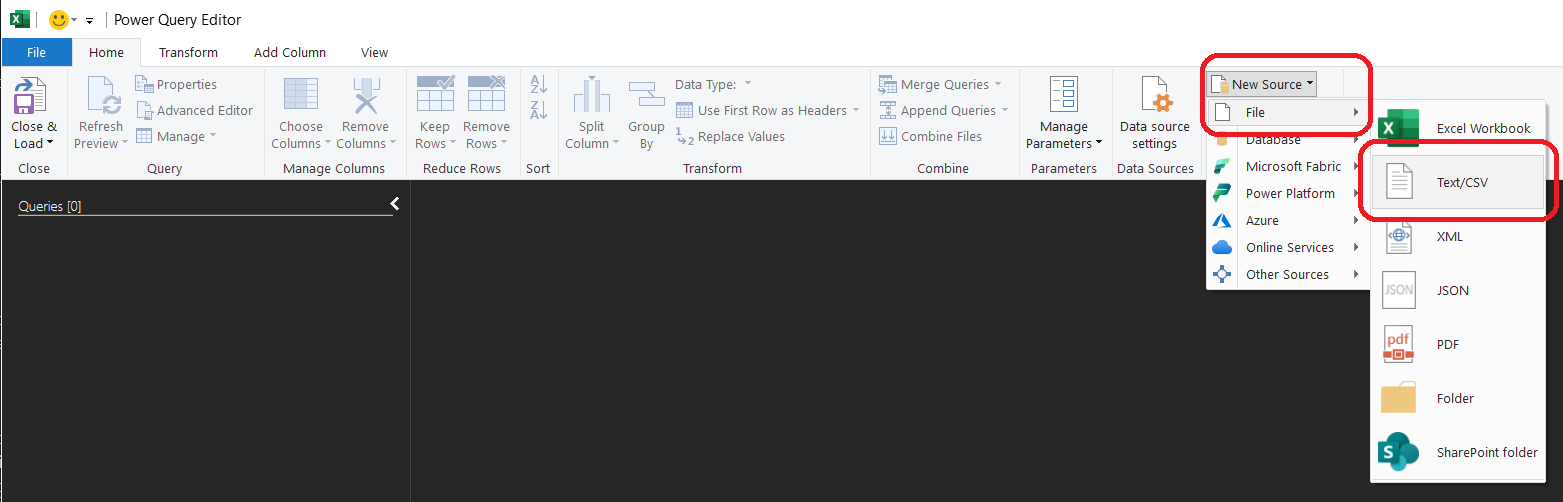 Power Query Editor
File
Home
Transform
Add Column
View
Close &
Load
Close
Refresh
Preview
Properties
Advanced Editor
Manage
Query
Choose
Columns
Remove
Columns
Manage Columns
Keep
Rows
Remove
Rows
Reduce Rows
A
Z
Z
A
Sort
Split
Column
Group
By
Data Type:
Use First Row as Headers
1
2
Replace Values
Transform
Merge Queries
Append Queries
Combine Files
Combine
Manage
Parameters
Parameters
Data source
settings
Data Sources
New Source
File
Database
Microsoft Fabric
Power Platform
Azure
Online Services
Other Sources
Excel Workbook
Text/CSV
XML
JSON
JSON
pdf
PDF
Folder
S
SharePoint folder
Queries [0]